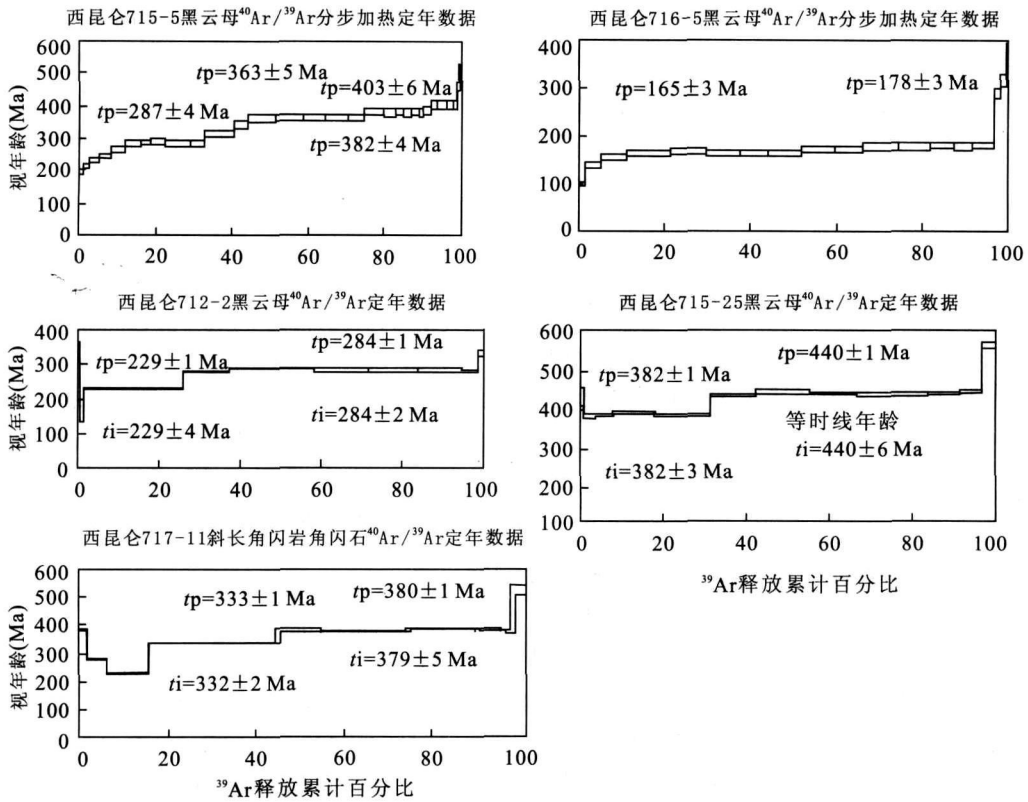 西昆仑715-5黑云母⁴⁰Ar/³⁹Ar分步加热定年数据
600
500
400
300
200
100
0
视年龄(Ma)
tp=363±5 Ma
tp=403±6 Ma
tp=287±4 Ma
tp=382±4 Ma
0 20 40 60 80 100
西昆仑716-5黑云母⁴⁰Ar/³⁹Ar分步加热定年数据
400
300
200
100
0
tp=165±3 Ma
tp=178±3 Ma
0 20 40 60 80 100
西昆仑712-2黑云母⁴⁰Ar/³⁹Ar定年数据
400
300
200
100
0
视年龄(Ma)
tp=284±1 Ma
tp=229±1 Ma
ti=284±2 Ma
ti=229±4 Ma
0 20 40 60 80 100
西昆仑715-25黑云母⁴⁰Ar/³⁹Ar定年数据
600
500
400
300
200
100
tp=440±1 Ma
tp=382±1 Ma
等时线年龄
ti=440±6 Ma
ti=382±3 Ma
0 20 40 60 80 100
³⁹Ar释放累计百分比
西昆仑717-11斜长角闪岩角闪石⁴⁰Ar/³⁹Ar定年数据
600
500
400
300
200
100
0
视年龄(Ma)
tp=380±1 Ma
tp=333±1 Ma
ti=379±5 Ma
ti=332±2 Ma
0 20 40 60 80 100
³⁹Ar释放累计百分比